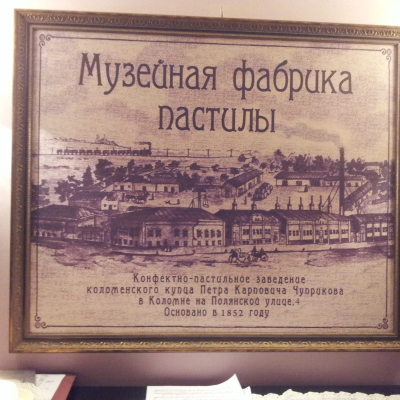 Музейная фабрика
пастилы
Конфектно-пастильное заведение
коломенского купца Петра Карповича Чуприкова
в Коломне на Полянской улице, 4
Основано в 1852 году